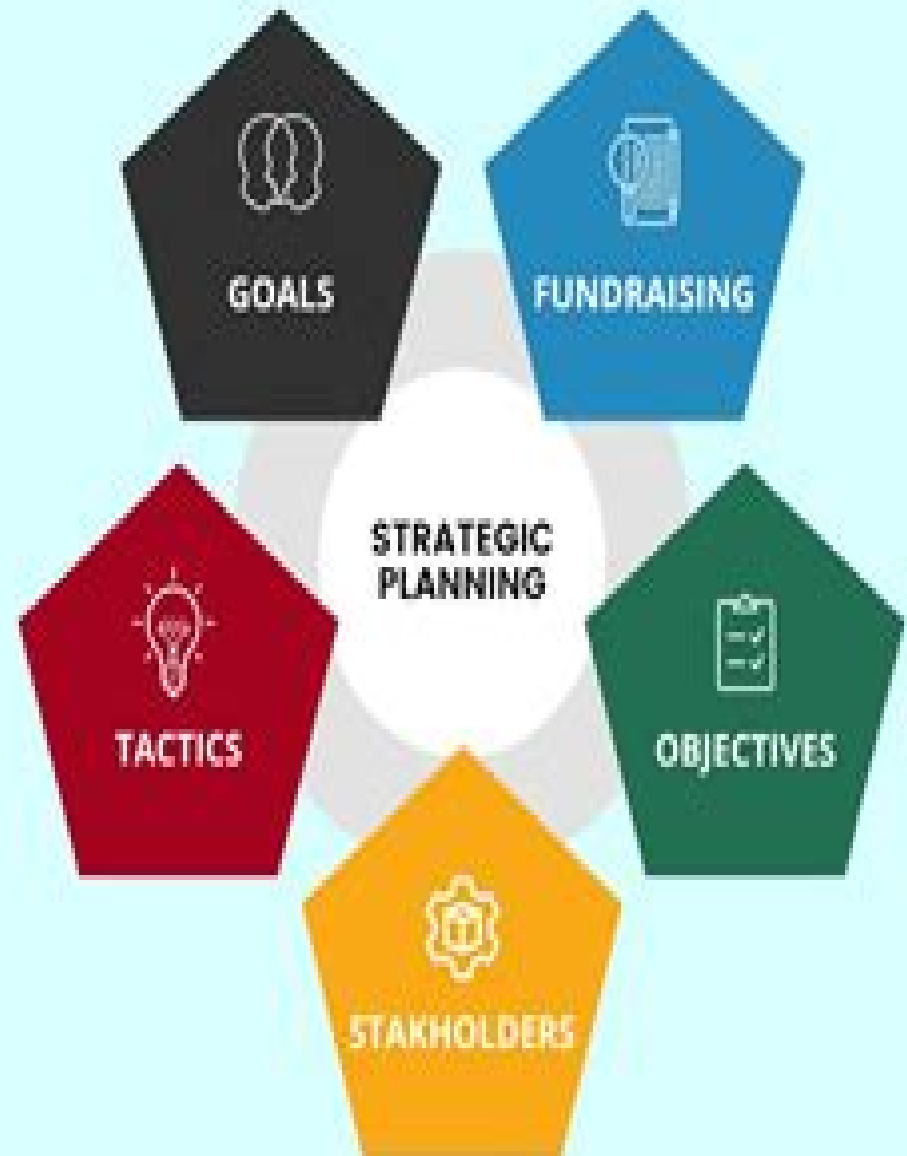 GOALS
FUNDRAISING
STRATEGIC
PLANNING
TACTICS
OBJECTIVES
STAKHOLDERS